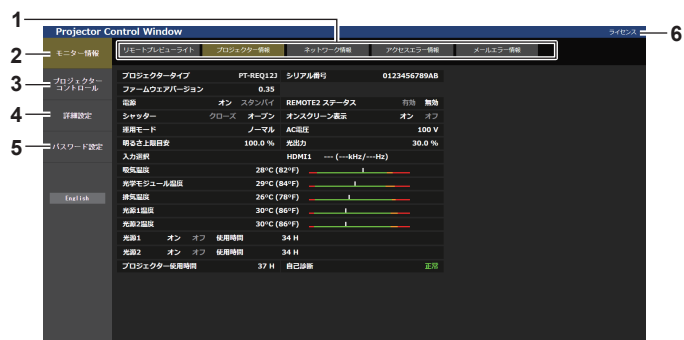 1
Projector Control Window
ライセンス
6
2
モニター情報
リモートプレビューライト
プロジェクター情報
ネットワーク情報
アクセスエラー情報
メールエラー情報
3
プロジェクター
コントロール
4
詳細設定
5
パスワード設定
English
プロジェクタータイプ PT-REQ12J シリアル番号 0123456789AB
ファームウェアバージョン 0.35
電源 オン スタンバイ REMOTE2 ステータス 有効 無効
シャッター クローズ オープン オンスクリーン表示 オン オフ
運用モード ノーマル AC電圧 100 V
明るさ上限目安 100.0 % 光出力 30.0 %
入力選択 HDMI1 --- (---kHz/---Hz)
吸気温度 28°C (82°F)
光学モジュール温度 29°C (84°F)
排気温度 26°C (78°F)
光源1温度 30°C (86°F)
光源2温度 30°C (86°F)
光源1 オン オフ 使用時間 34 H
光源2 オン オフ 使用時間 34 H
プロジェクター使用時間 37 H 自己診断 正常